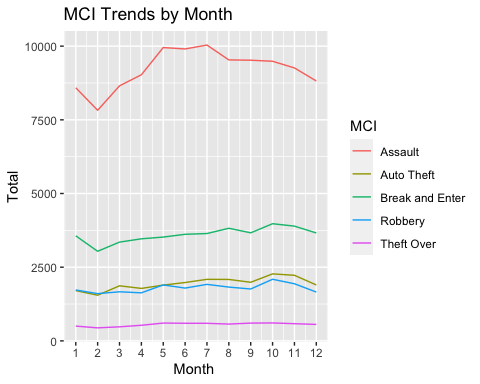 MCI Trends by Month
10000
7500
5000
2500
0
Total
1 2 3 4 5 6 7 8 9 10 11 12
Month
MCI
Assault
Auto Theft
Break and Enter
Robbery
Theft Over